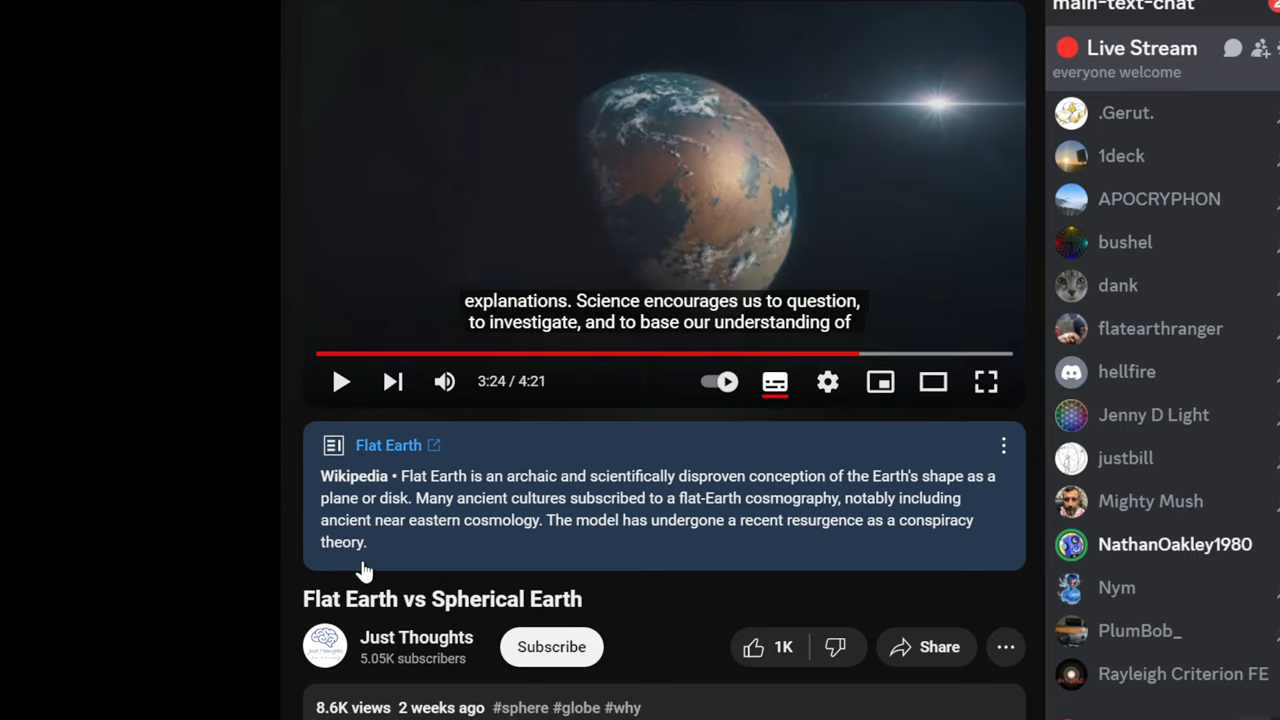 explanations. Science encourages us to question,
to investigate, and to base our understanding of
3:24 / 4:21
Flat Earth
Wikipedia • Flat Earth is an archaic and scientifically disproven conception of the Earth's shape as a
plane or disk. Many ancient cultures subscribed to a flat-Earth cosmography, notably including
ancient near eastern cosmology. The model has undergone a recent resurgence as a conspiracy
theory.
Flat Earth vs Spherical Earth
Just Thoughts
5.05K subscribers
Subscribe
1K
Share
8.6K views 2 weeks ago #sphere #globe #why
main-text-chat
Live Stream
everyone welcome
.Gerut.
1deck
APOCRYPHON
bushel
dank
flatearthranger
hellfire
Jenny D Light
justbill
Mighty Mush
NathanOakley1980
Nym
PlumBob_
Rayleigh Criterion FE